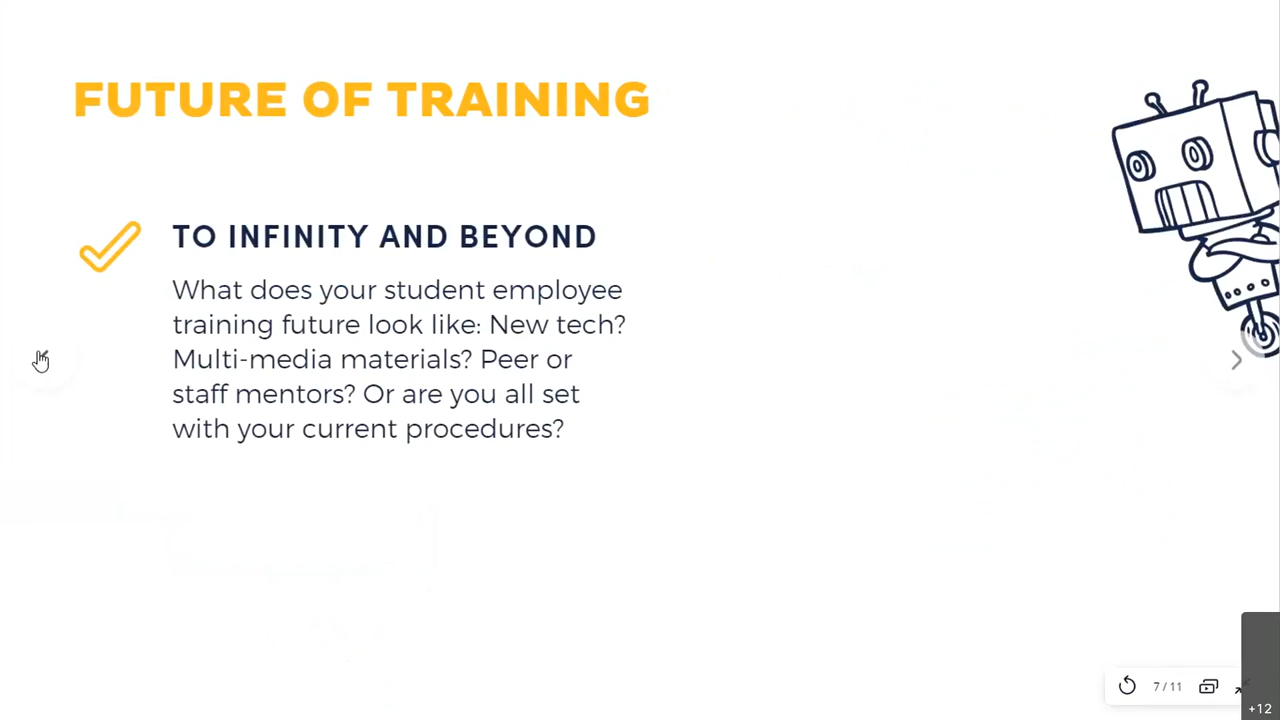 FUTURE OF TRAINING
TO INFINITY AND BEYOND
What does your student employee
training future look like: New tech?
Multi-media materials? Peer or
staff mentors? Or are you all set
with your current procedures?
7 / 11
+12